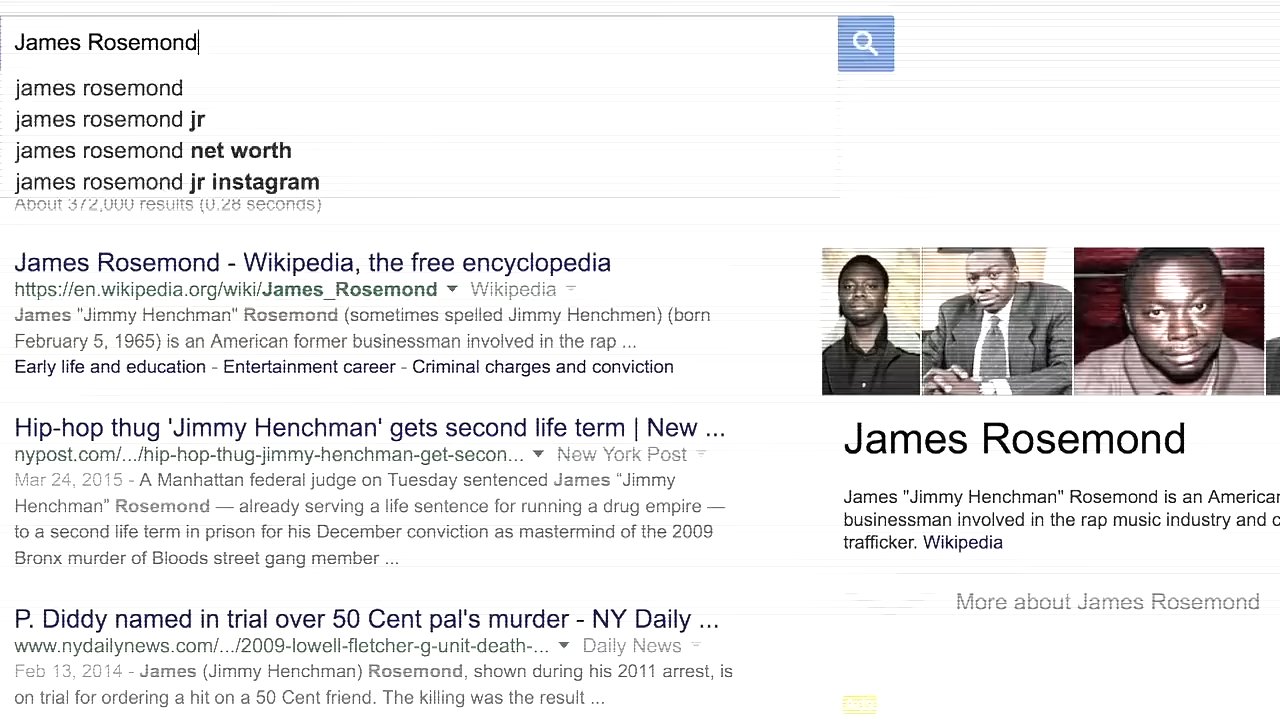 James Rosemond
james rosemond
james rosemond jr
james rosemond net worth
james rosemond jr instagram
About 372,000 results (0.28 seconds)
James Rosemond - Wikipedia, the free encyclopedia
https://en.wikipedia.org/wiki/James_Rosemond Wikipedia
James "Jimmy Henchman" Rosemond (sometimes spelled Jimmy Henchmen) (born
February 5, 1965) is an American former businessman involved in the rap ...
Early life and education - Entertainment career - Criminal charges and conviction
Hip-hop thug 'Jimmy Henchman' gets second life term | New ...
nypost.com/.../hip-hop-thug-jimmy-henchman-get-secon... New York Post
Mar 24, 2015 - A Manhattan federal judge on Tuesday sentenced James “Jimmy
Henchman” Rosemond — already serving a life sentence for running a drug empire —
to a second life term in prison for his December conviction as mastermind of the 2009
Bronx murder of Bloods street gang member ...
P. Diddy named in trial over 50 Cent pal's murder - NY Daily ...
www.nydailynews.com/.../2009-lowell-fletcher-g-unit-death-... Daily News
Feb 13, 2014 - James (Jimmy Henchman) Rosemond, shown during his 2011 arrest, is
on trial for ordering a hit on a 50 Cent friend. The killing was the result ...
James Rosemond
James "Jimmy Henchman" Rosemond is an American
businessman involved in the rap music industry and c
trafficker. Wikipedia
More about James Rosemond